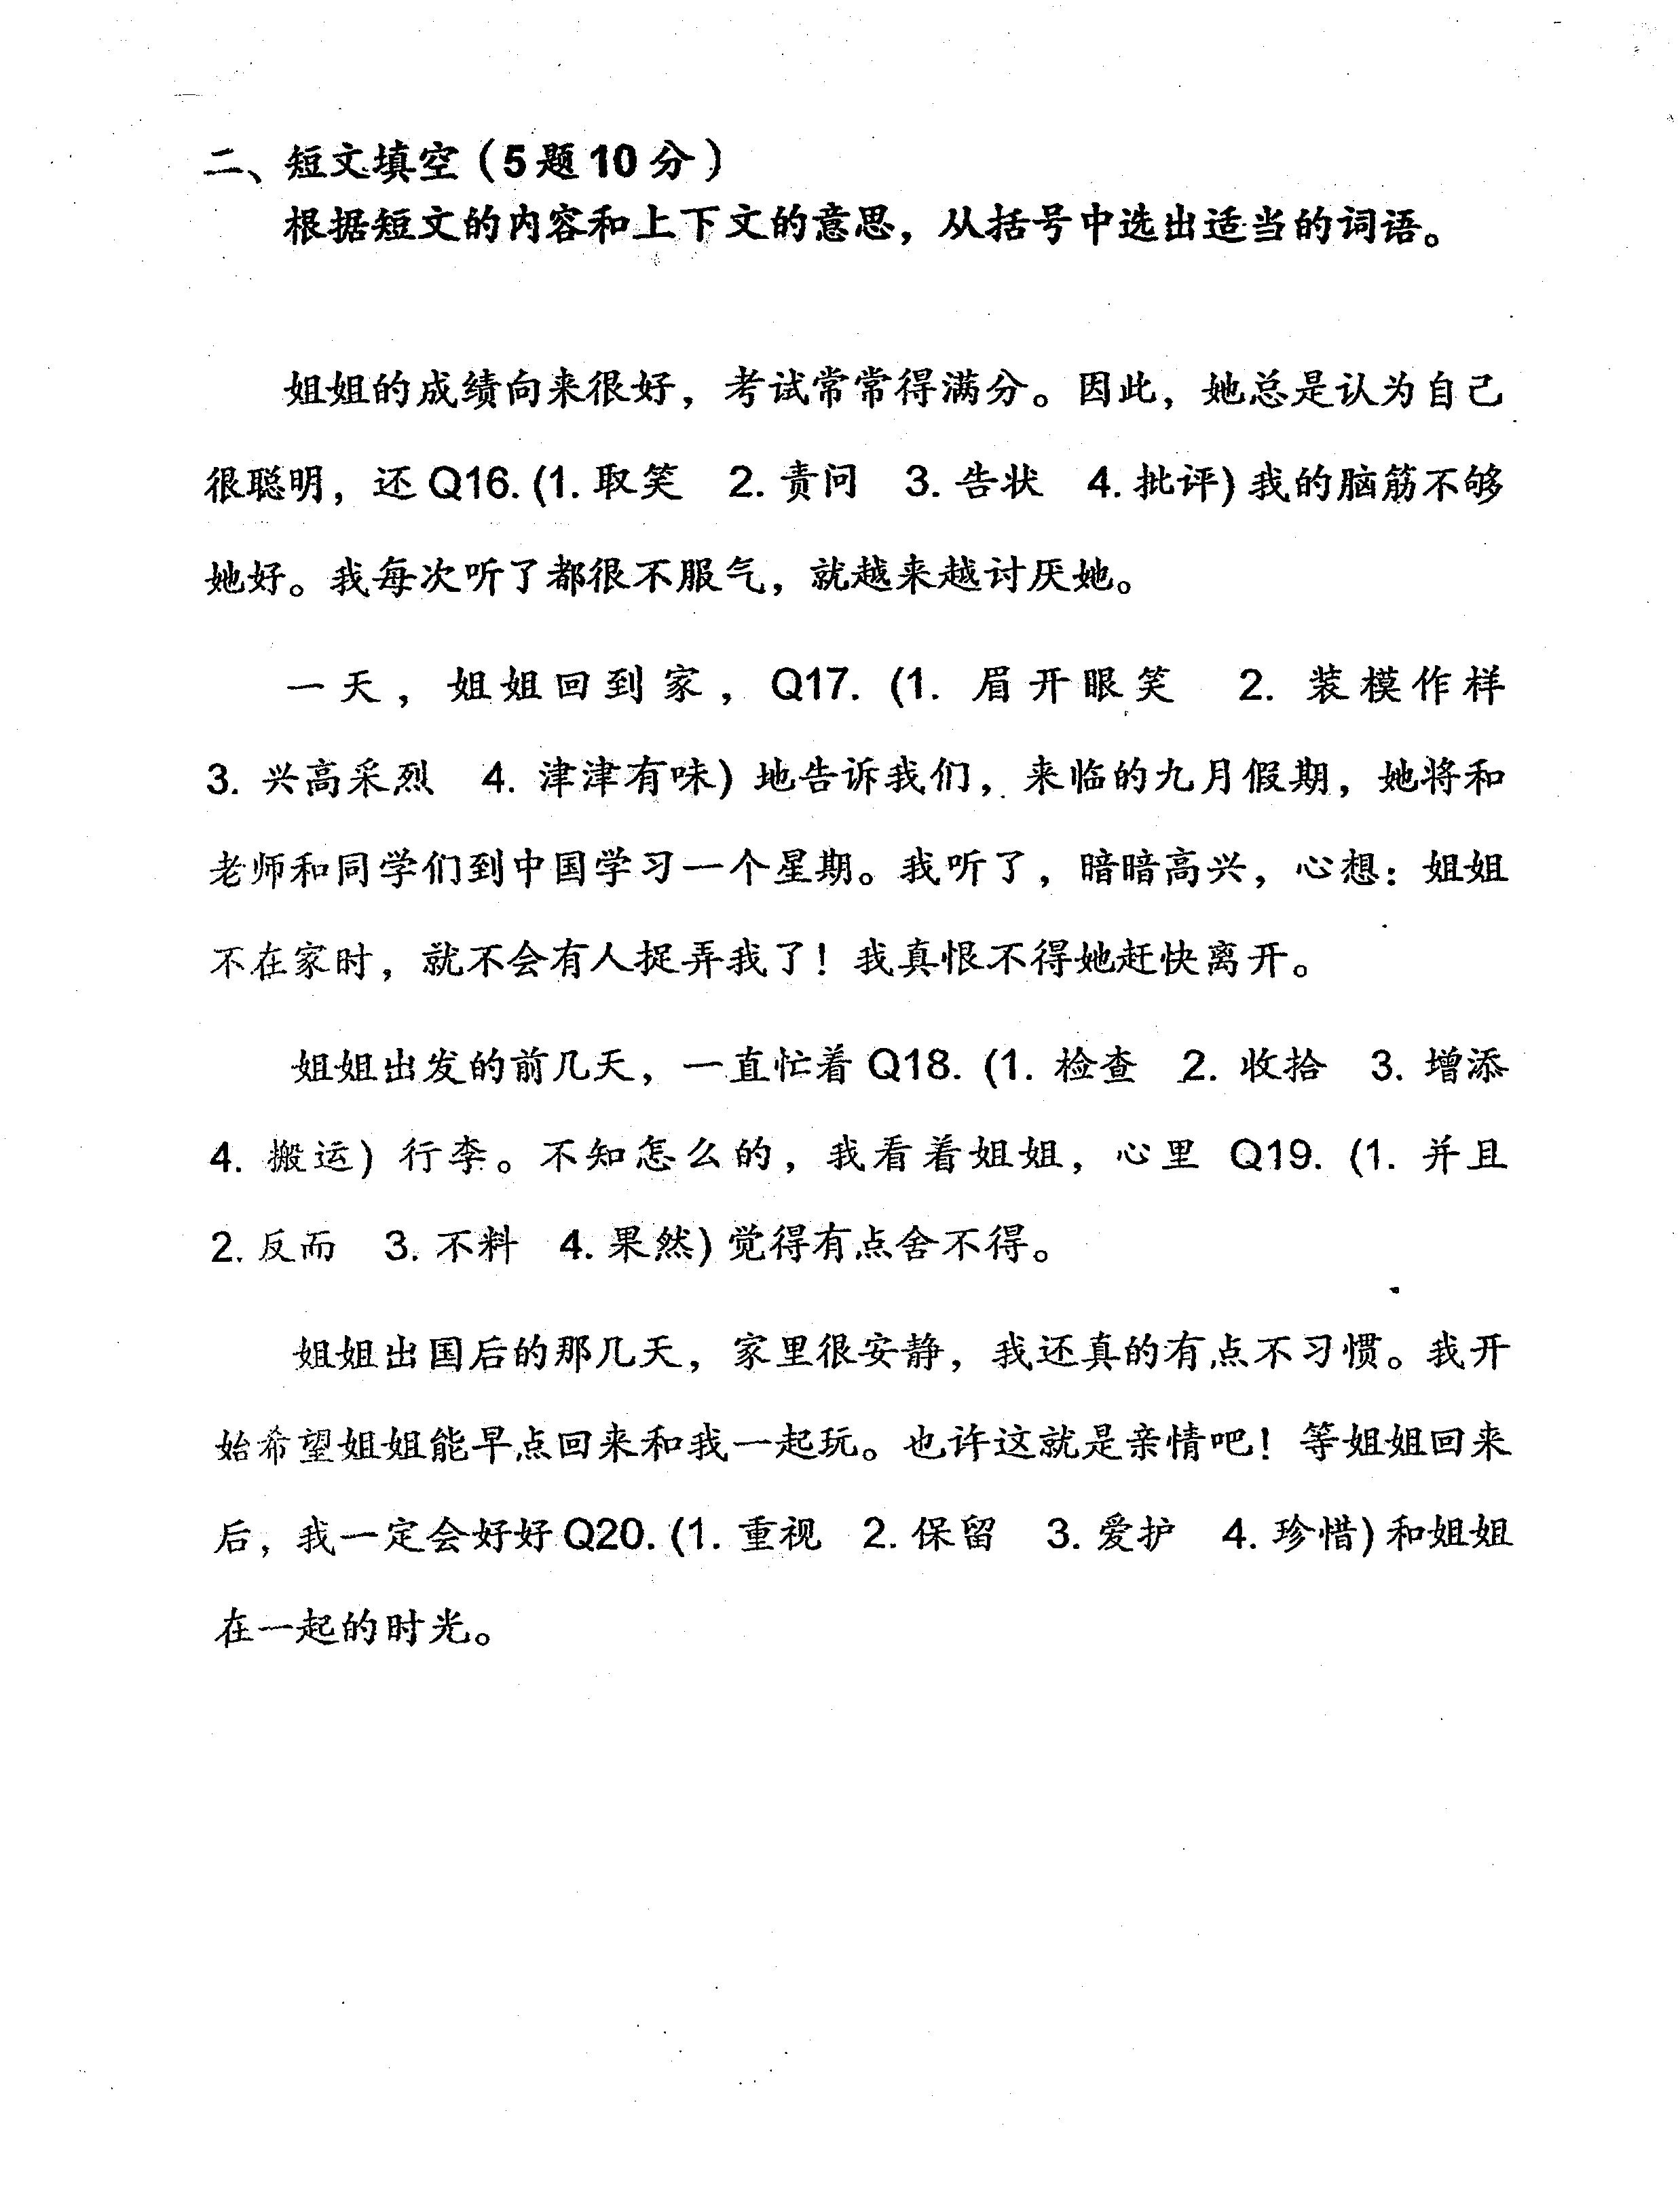 二、短文填空（5题10分）
根据短文的内容和上下文的意思，从括号中选出适当的词语。
姐姐的成绩向来很好，考试常常得满分。因此，她总是认为自己
很聪明，还Q16.(1.取笑 2.责问 3.告状 4.批评)我的脑筋不够
她好。我每次听了都很不服气，就越来越讨厌她。
一天，姐姐回到家，Q17. (1. 眉开眼笑 2. 装模作样
3. 兴高采烈 4. 津津有味) 地告诉我们，来临的九月假期，她将和
老师和同学们到中国学习一个星期。我听了，暗暗高兴，心想：姐姐
不在家时，就不会有人捉弄我了！我真恨不得她赶快离开。
姐姐出发的前几天，一直忙着Q18. (1. 检查 2. 收拾 3. 增添
4. 搬运) 行李。不知怎么的，我看着姐姐，心里 Q19. (1. 并且
2. 反而 3. 不料 4. 果然) 觉得有点舍不得。
姐姐出国后的那几天，家里很安静，我还真的有点不习惯。我开
始希望姐姐能早点回来和我一起玩。也许这就是亲情吧！等姐姐回来
后，我一定会好好Q20. (1. 重视 2. 保留 3. 爱护 4. 珍惜) 和姐姐
在一起的时光。